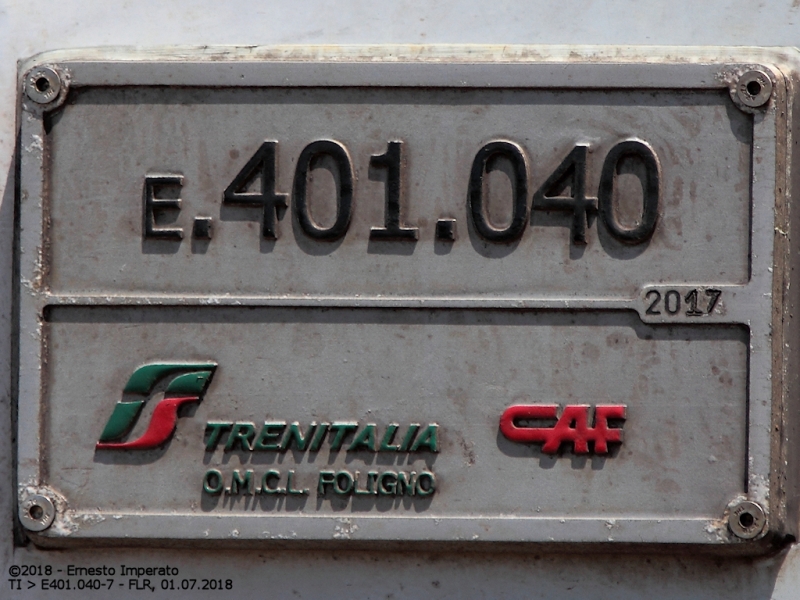 E.401.040
2017
TRENITALIA
CAF
O.M.C.L. FOLIGNO
©2018 - Ernesto Imperato
TI > E401.040-7 - FLR, 01.07.2018